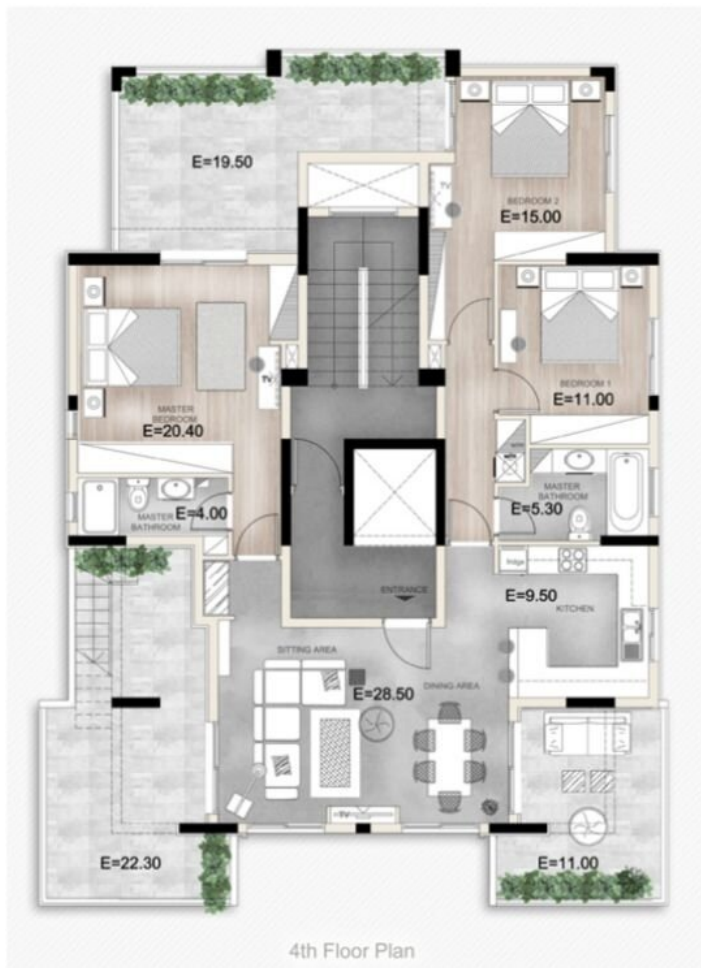 E=19.50
TV
BEDROOM 2
E=15.00
TV
MASTER
BEDROOM
E=20.40
BEDROOM 1
E=11.00
MASTER
BATHROOM
E=4.00
MASTER
BATHROOM
E=5.30
ENTRANCE
fridge
E=9.50
KITCHEN
SITTING AREA
E=28.50
DINING AREA
TV
E=22.30
E=11.00
4th Floor Plan